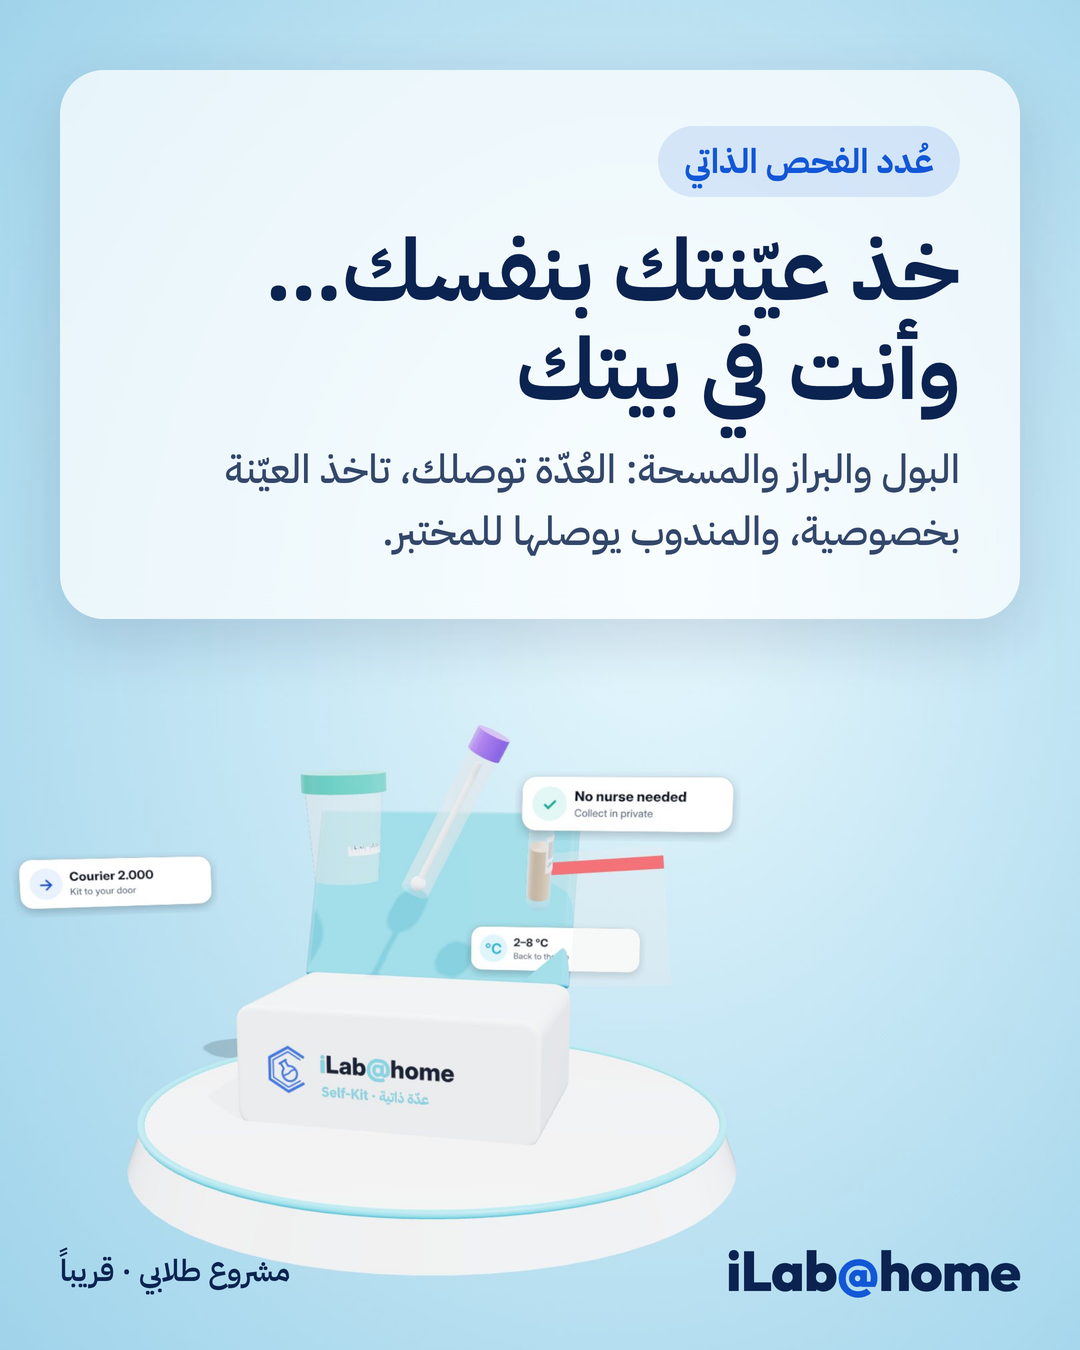 عُدد الفحص الذاتي
خذ عيّنتك بنفسك...
وأنت في بيتك
البول والبراز والمسحة: العُدّة توصلك، تاخذ العيّنة
بخصوصية، والمندوب يوصلها للمختبر.
No nurse needed
Collect in private
Courier 2.000
Kit to your door
°C
2–8 °C
Back to
iLab@home
Self-Kit · عدّة ذاتية
مشروع طلابي · قريباً
iLab@home